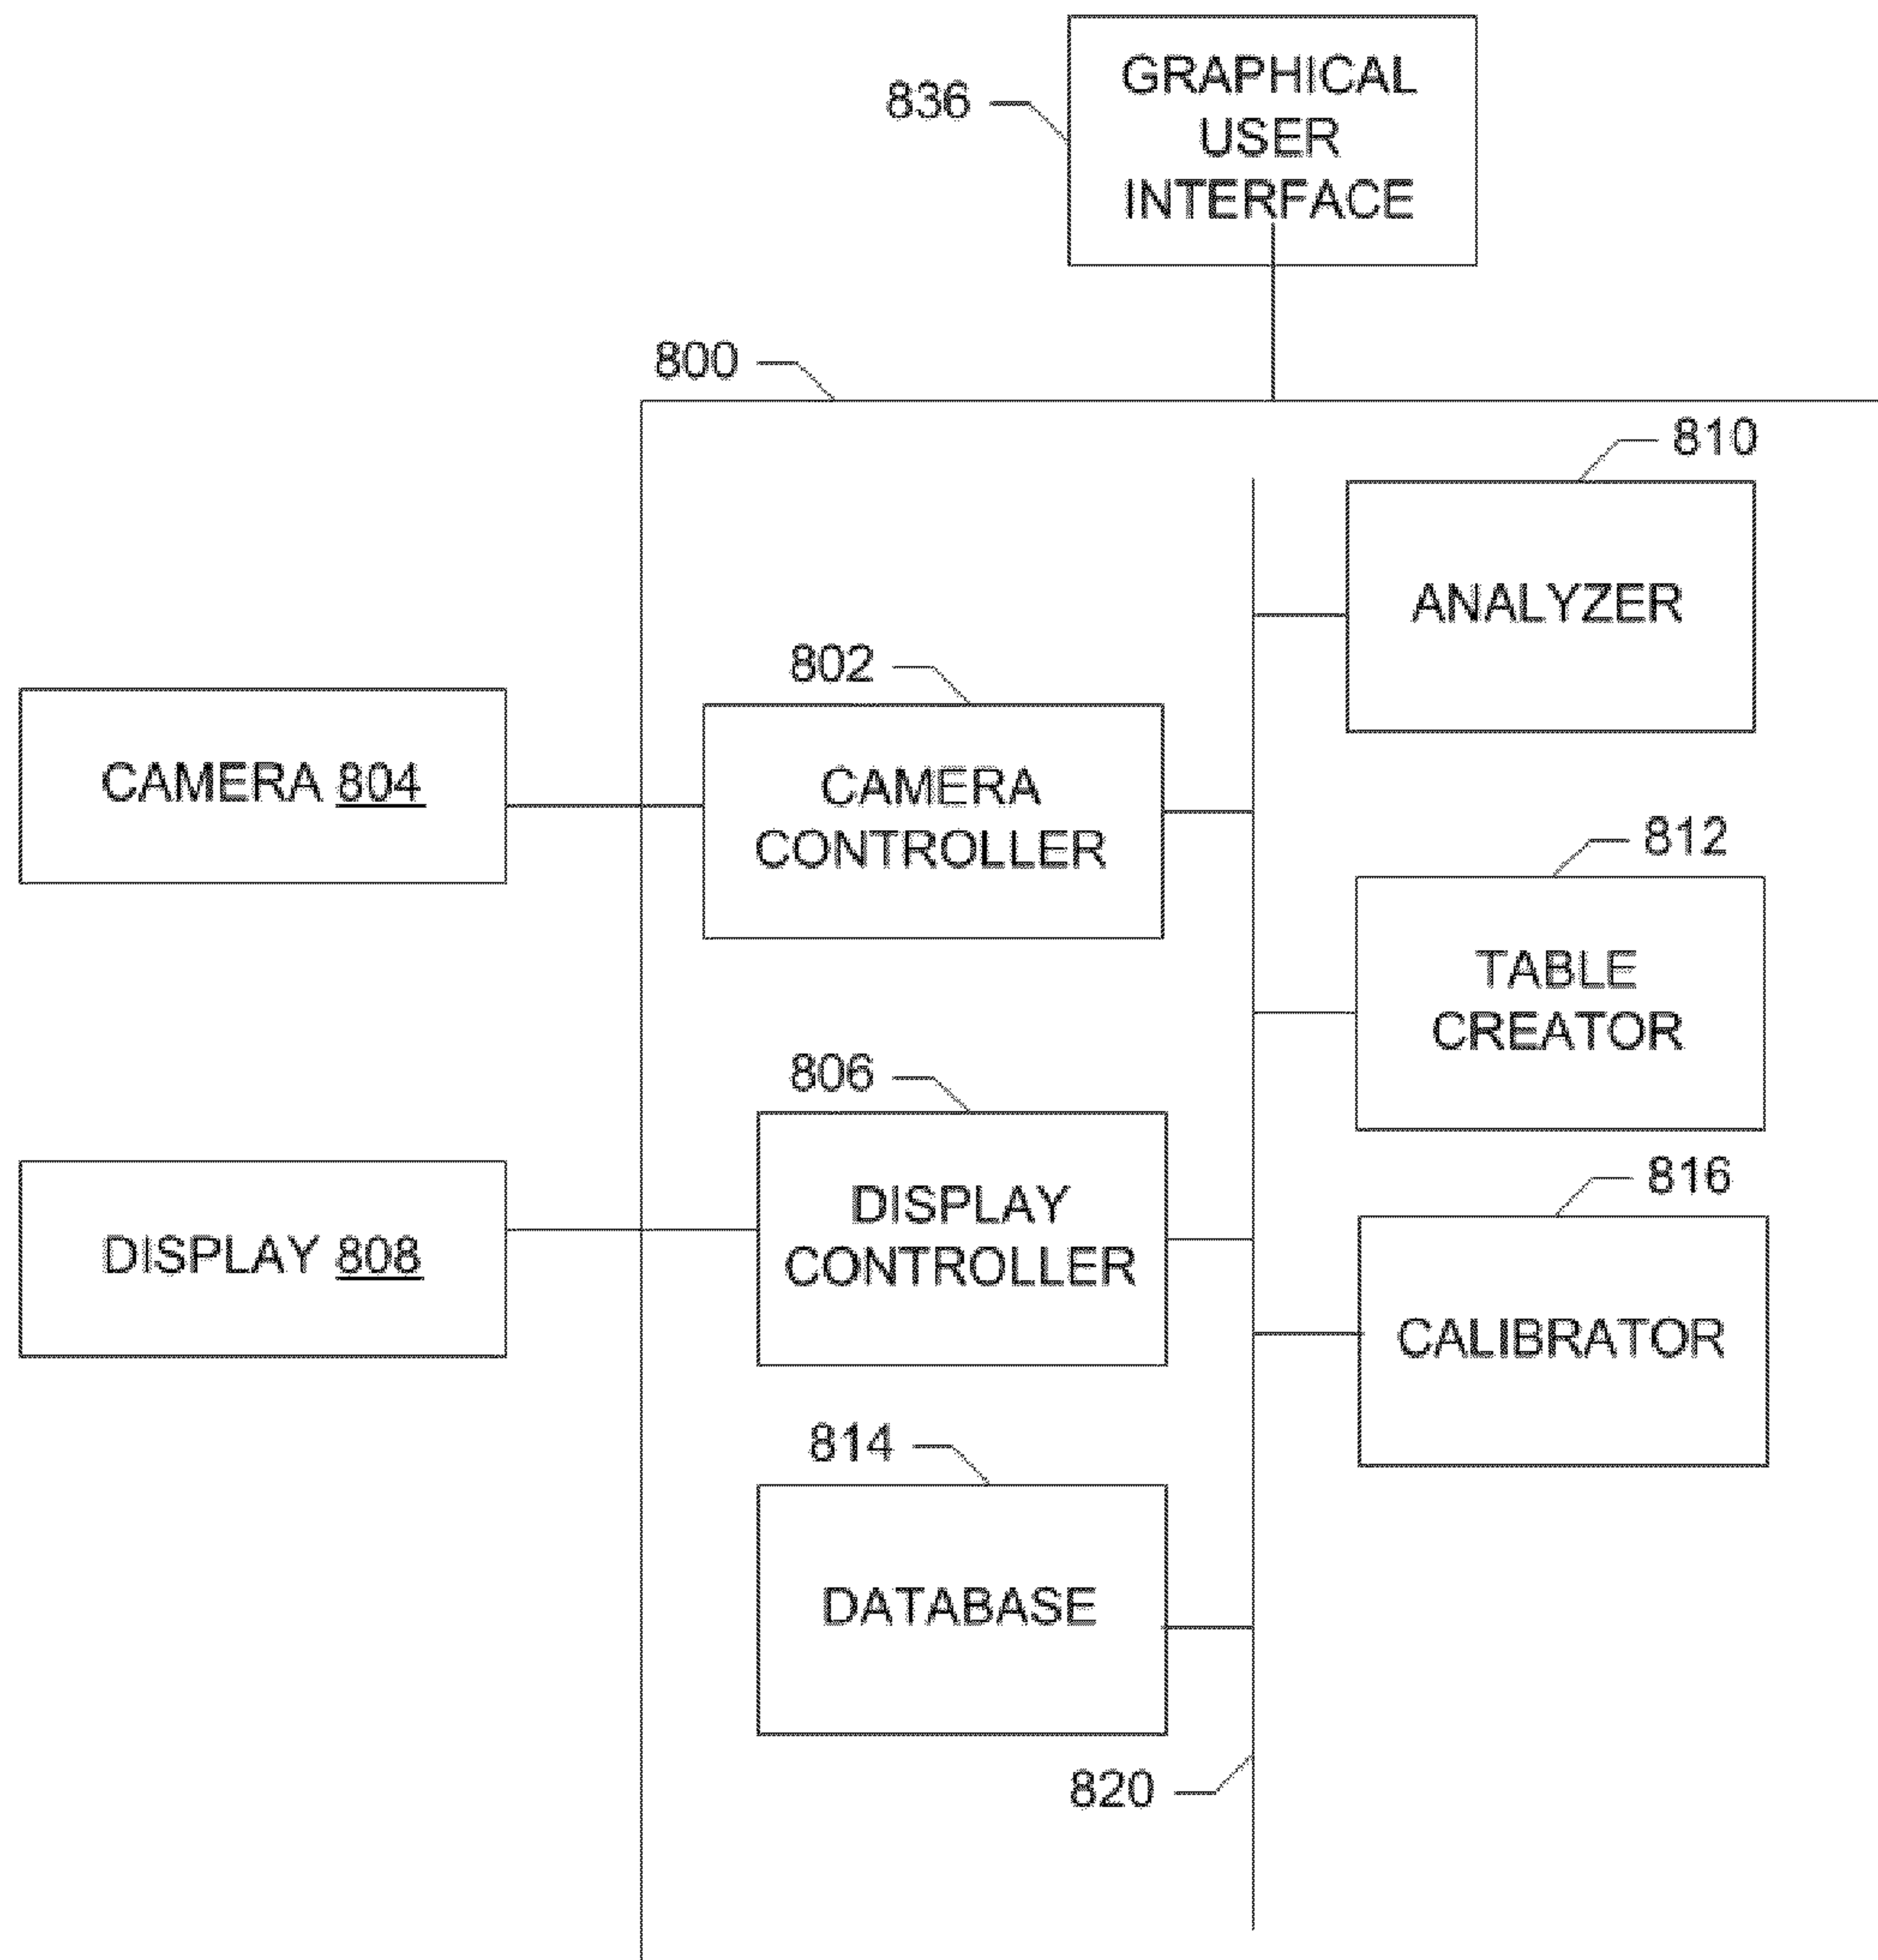 836
GRAPHICAL
USER
INTERFACE
800
810
ANALYZER
802
CAMERA 804
CAMERA
CONTROLLER
812
TABLE
CREATOR
806
DISPLAY 808
DISPLAY
CONTROLLER
816
CALIBRATOR
814
DATABASE
820